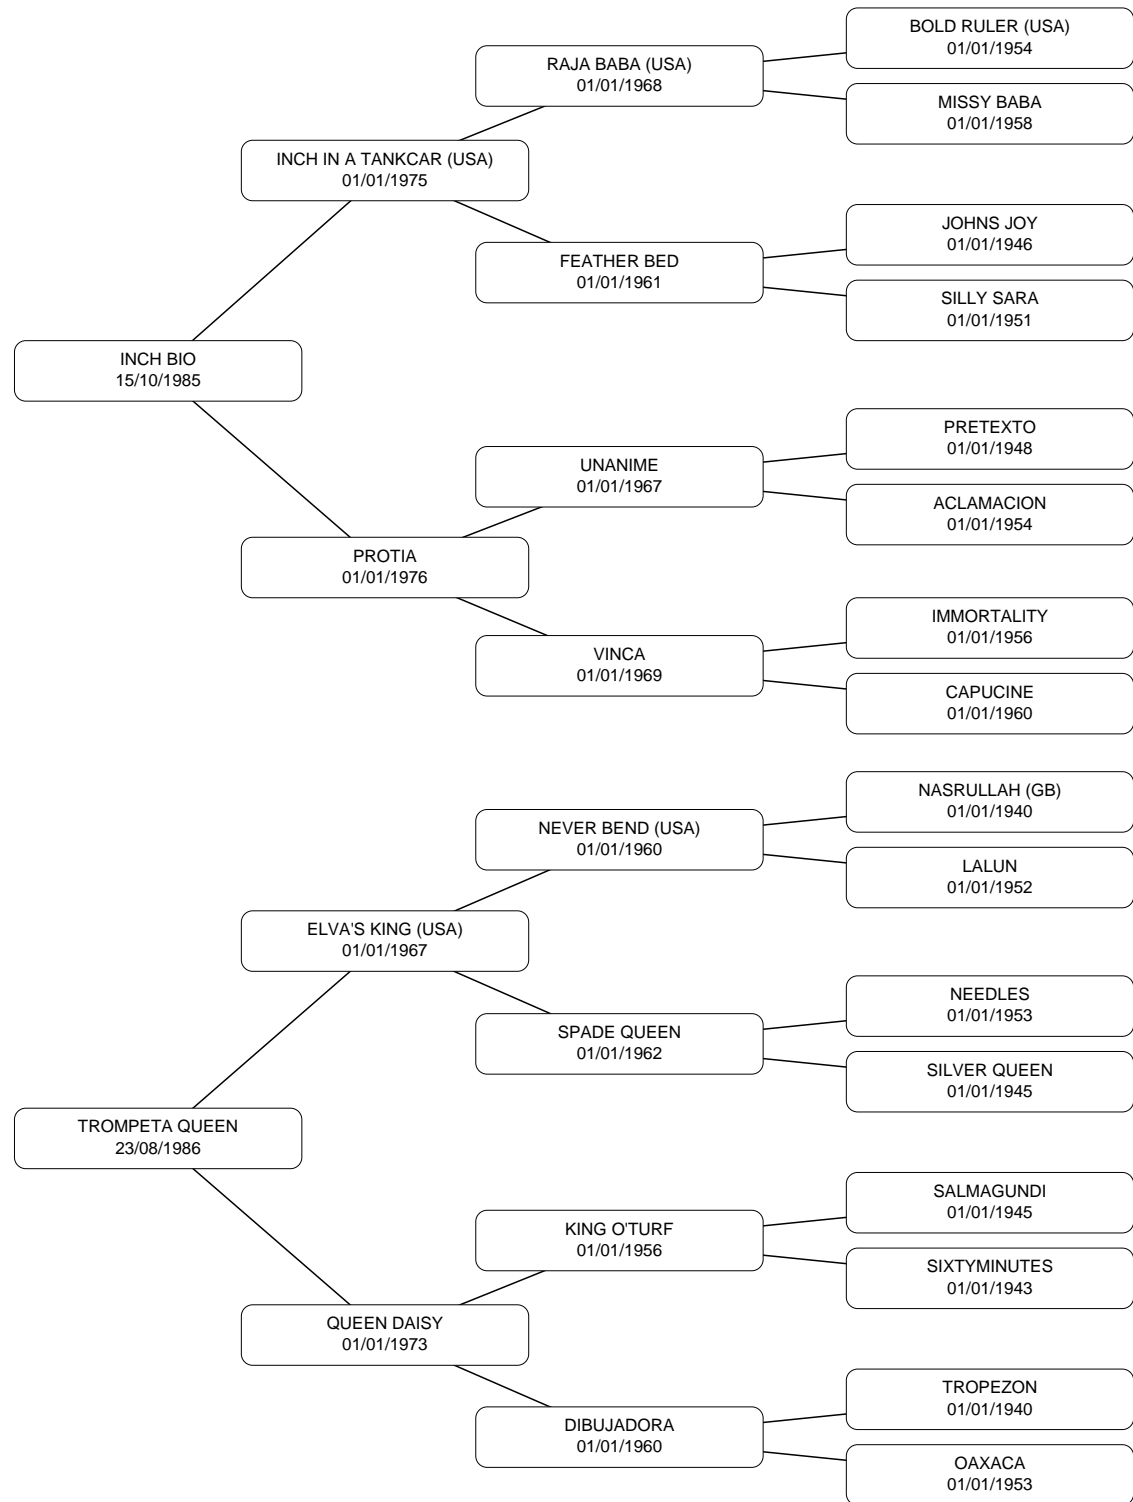 BOLD RULER (USA)
01/01/1954
RAJA BABA (USA)
01/01/1968
MISSY BABA
01/01/1958
INCH IN A TANKCAR (USA)
01/01/1975
JOHNS JOY
01/01/1946
FEATHER BED
01/01/1961
SILLY SARA
01/01/1951
INCH BIO
15/10/1985
PRETEXTO
01/01/1948
UNANIME
01/01/1967
ACLAMACION
01/01/1954
PROTIA
01/01/1976
IMMORTALITY
01/01/1956
VINCA
01/01/1969
CAPUCINE
01/01/1960
NASRULLAH (GB)
01/01/1940
NEVER BEND (USA)
01/01/1960
LALUN
01/01/1952
ELVA'S KING (USA)
01/01/1967
NEEDLES
01/01/1953
SPADE QUEEN
01/01/1962
SILVER QUEEN
01/01/1945
TROMPETA QUEEN
23/08/1986
SALMAGUNDI
01/01/1945
KING O'TURF
01/01/1956
SIXTYMINUTES
01/01/1943
QUEEN DAISY
01/01/1973
TROPEZON
01/01/1940
DIBUJADORA
01/01/1960
OAXACA
01/01/1953